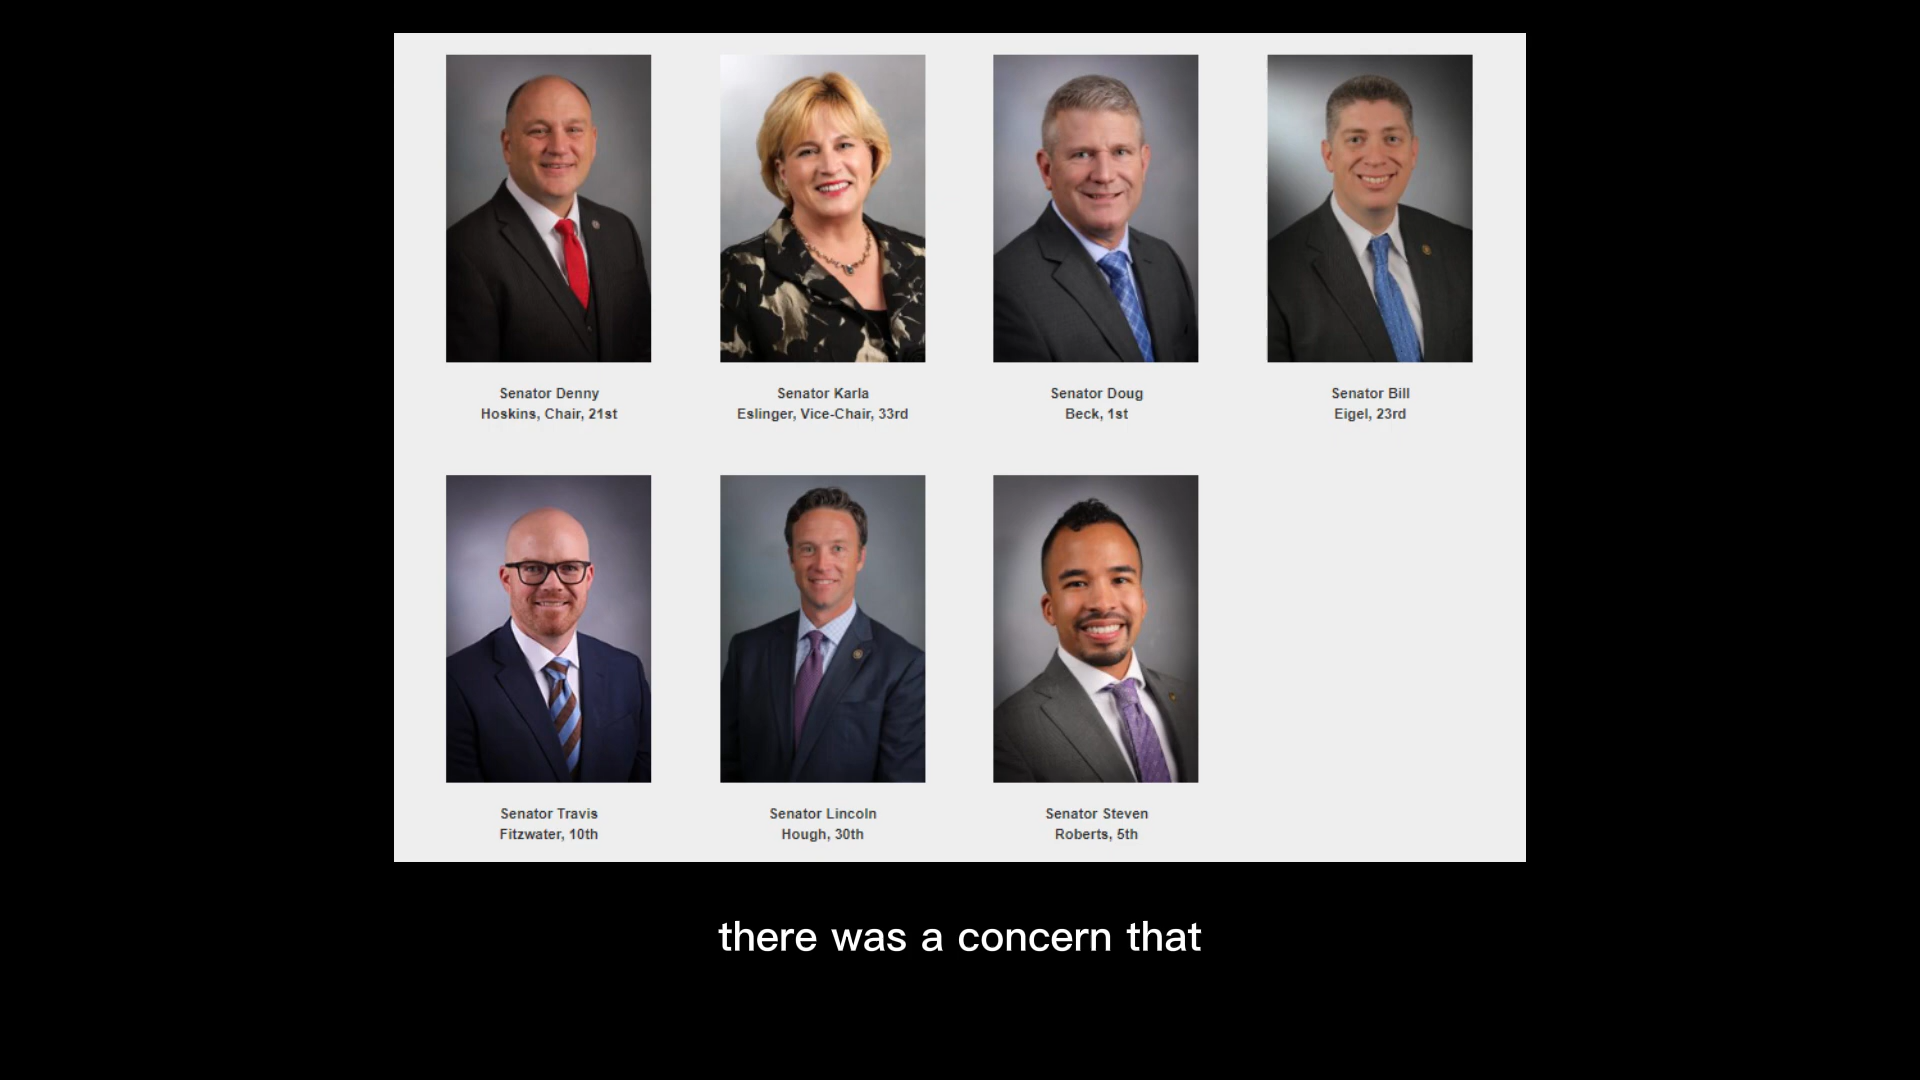 Senator Denny
Hoskins, Chair, 21st
Senator Karla
Eslinger, Vice-Chair, 33rd
Senator Doug
Beck, 1st
Senator Bill
Eigel, 23rd
Senator Travis
Fitzwater, 10th
Senator Lincoln
Hough, 30th
Senator Steven
Roberts, 5th
there was a concern that